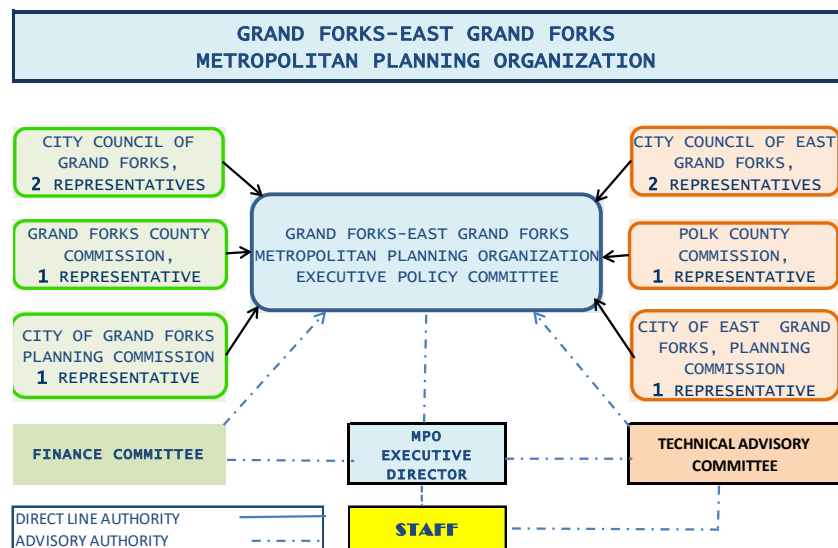 GRAND FORKS-EAST GRAND FORKS
METROPOLITAN PLANNING ORGANIZATION
CITY COUNCIL OF
GRAND FORKS,
2 REPRESENTATIVES
CITY COUNCIL OF EAST
GRAND FORKS,
2 REPRESENTATIVES
GRAND FORKS COUNTY
COMMISSION,
1 REPRESENTATIVE
GRAND FORKS-EAST GRAND FORKS
METROPOLITAN PLANNING ORGANIZATION
EXECUTIVE POLICY COMMITTEE
POLK COUNTY
COMMISSION,
1 REPRESENTATIVE
CITY OF GRAND FORKS
PLANNING COMMISSION
1 REPRESENTATIVE
CITY OF EAST GRAND
FORKS, PLANNING
COMMISSION
1 REPRESENTATIVE
FINANCE COMMITTEE
MPO
EXECUTIVE
DIRECTOR
TECHNICAL ADVISORY
COMMITTEE
DIRECT LINE AUTHORITY
ADVISORY AUTHORITY
STAFF